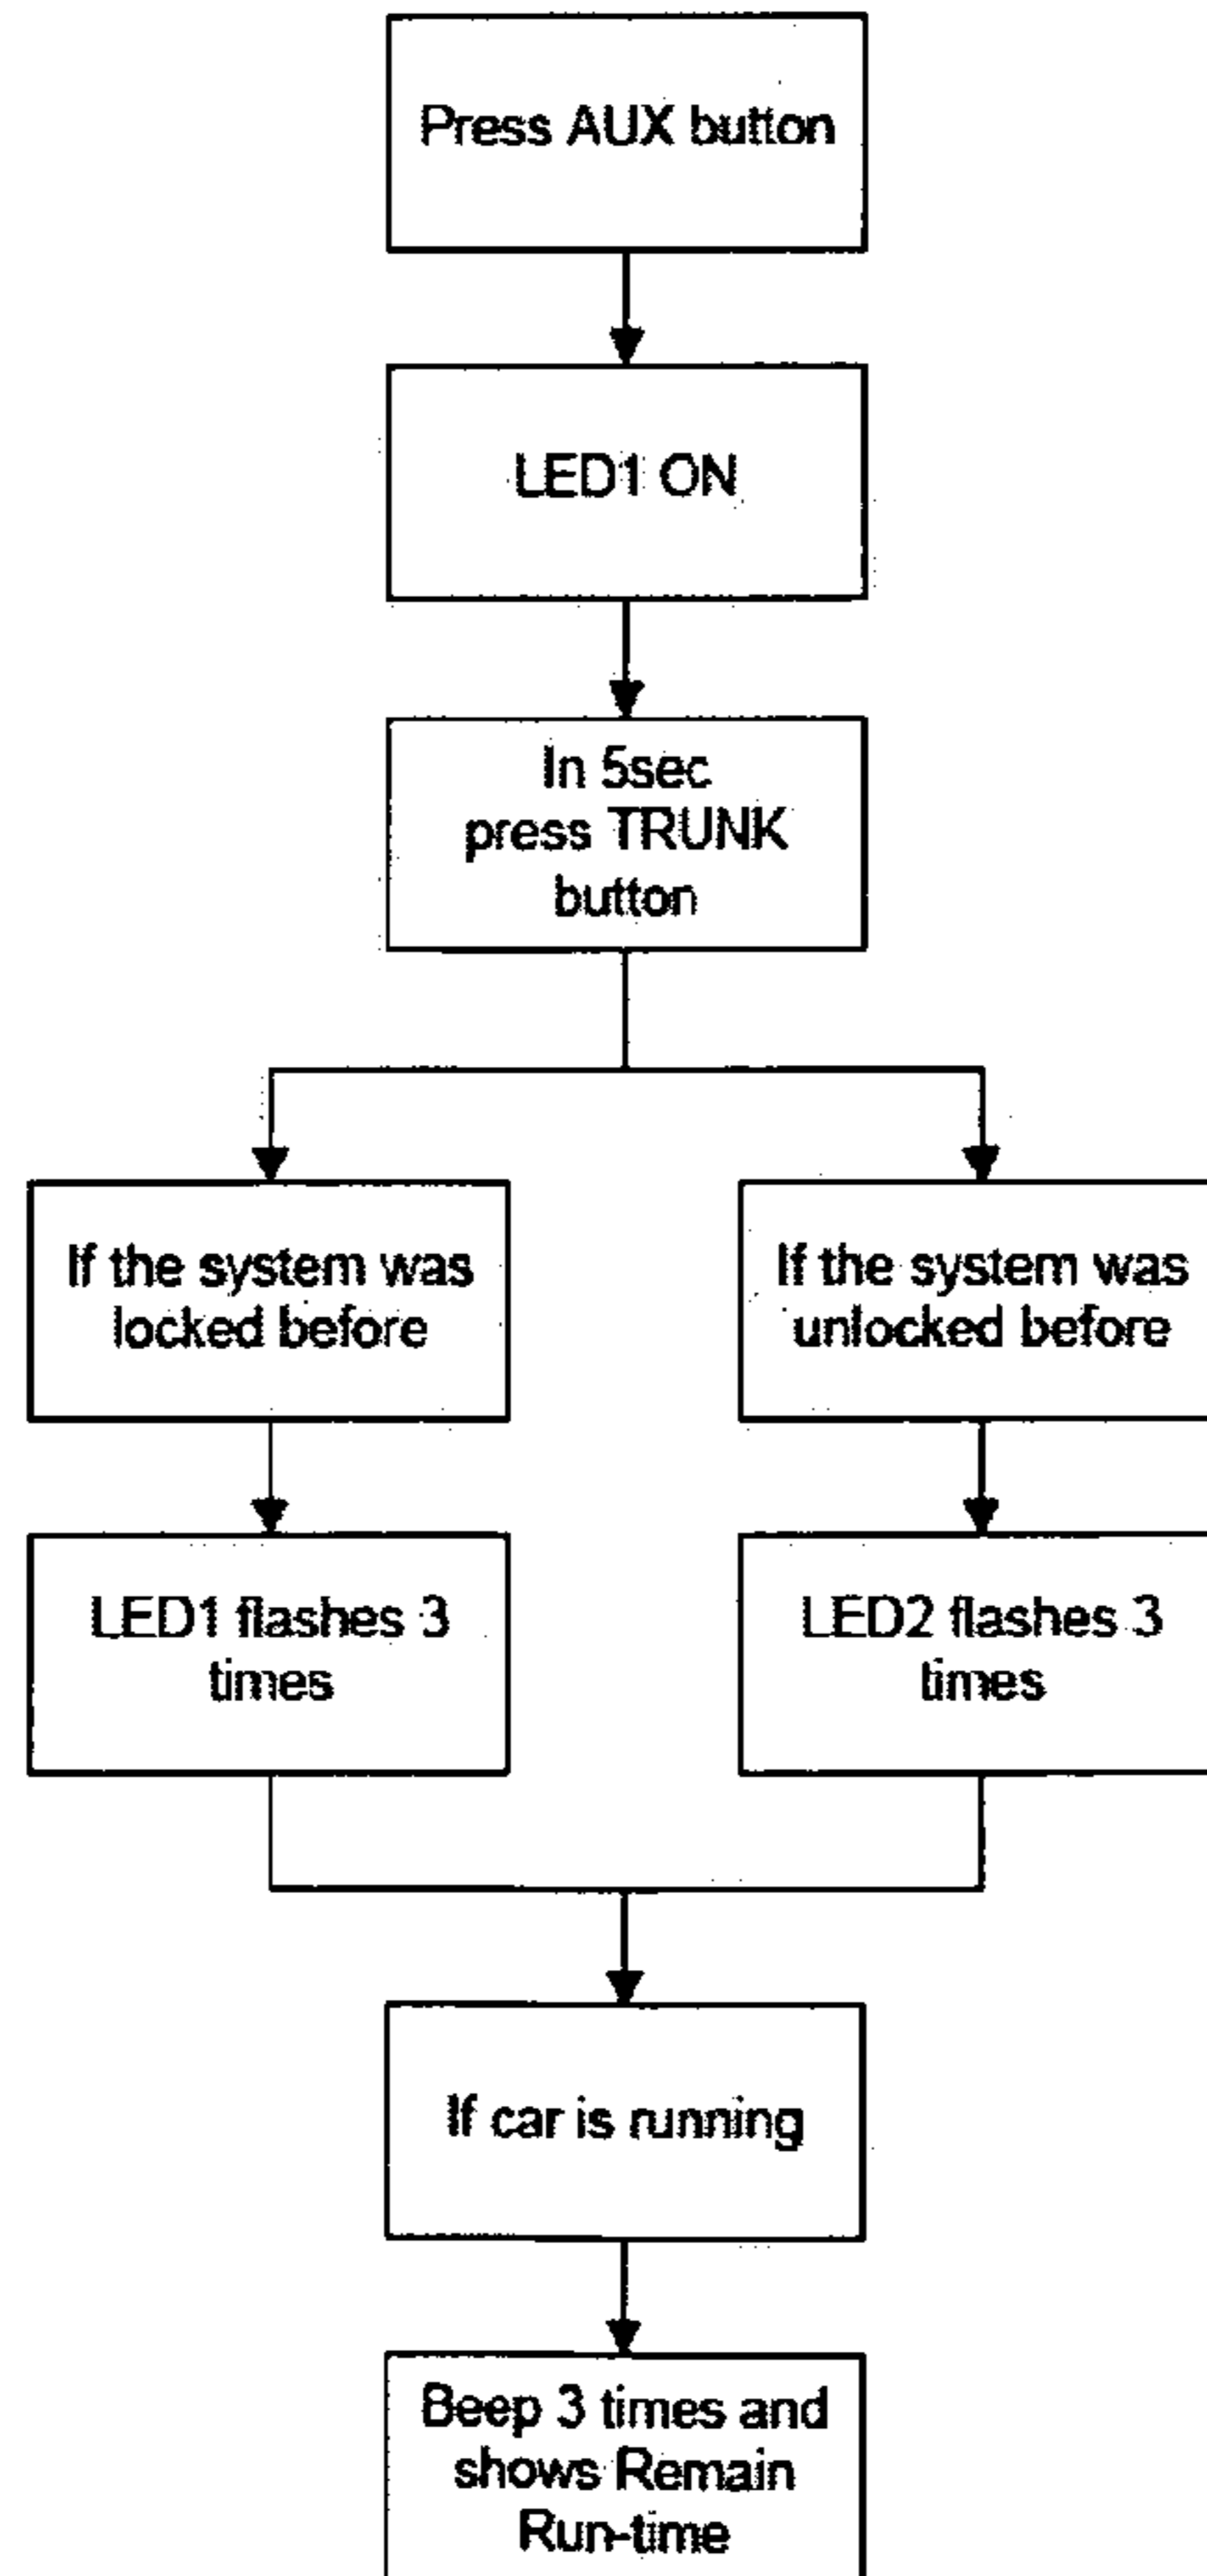 Press AUX button
LED1 ON
In 5sec
press TRUNK
button
If the system was
locked before
If the system was
unlocked before
LED1 flashes 3
times
LED2 flashes 3
times
If car is running
Beep 3 times and
shows Remain
Run-time